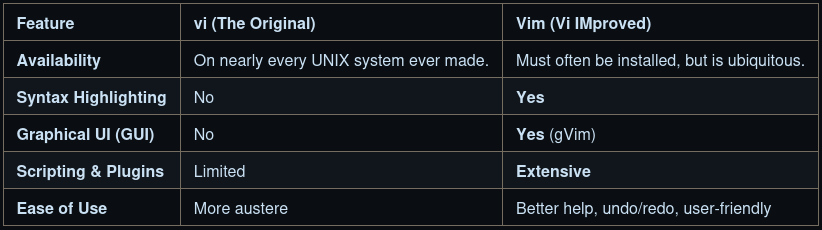 Feature vi (The Original) Vim (Vi IMproved)
Availability On nearly every UNIX system ever made. Must often be installed, but is ubiquitous.
Syntax Highlighting No Yes
Graphical UI (GUI) No Yes (gVim)
Scripting & Plugins Limited Extensive
Ease of Use More austere Better help, undo/redo, user-friendly